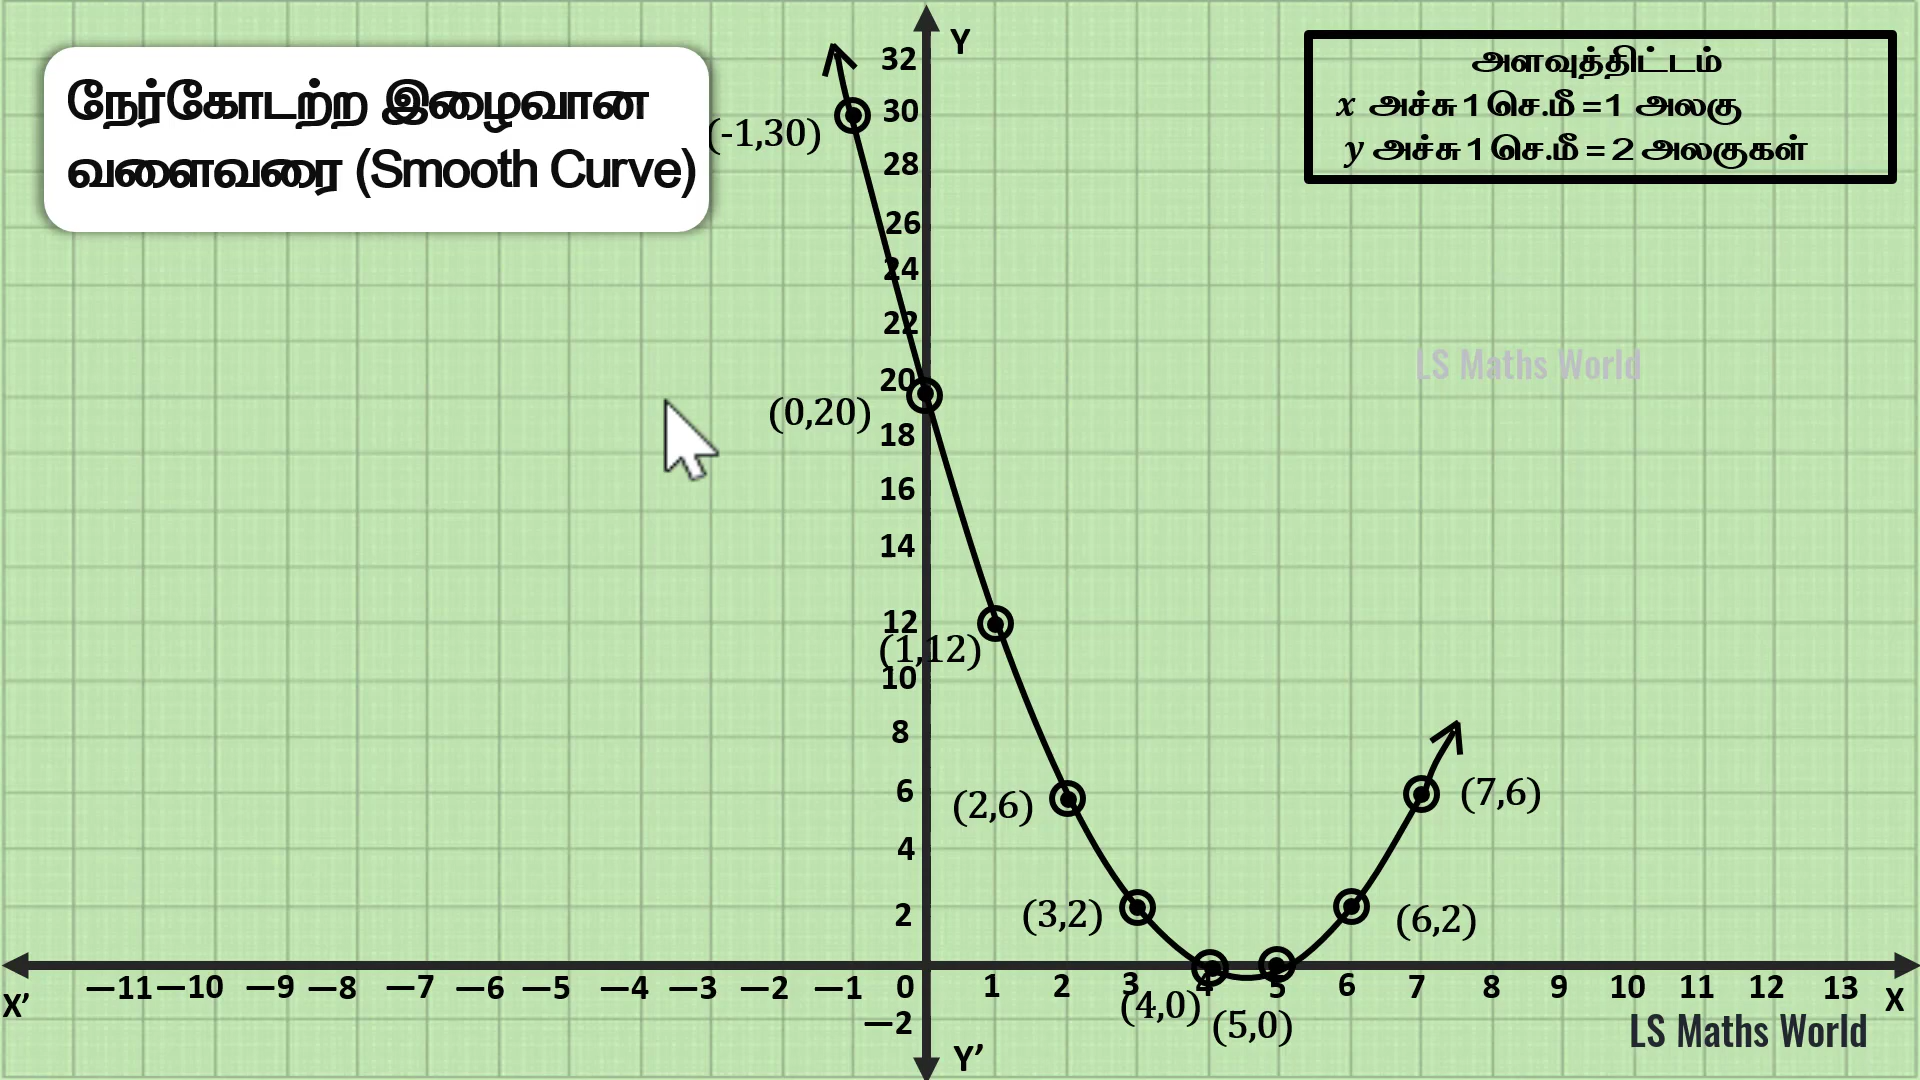 நேர்கோடற்ற இழைவான
வளைவரை (Smooth Curve)
அளவுத்திட்டம்
x அச்சு 1 செ.மீ = 1 அலகு
y அச்சு 1 செ.மீ = 2 அலகுகள்
Y
32
30
28
26
24
22
20
18
16
14
12
10
8
6
4
2
(-1,30)
(0,20)
(1,12)
(2,6)
(7,6)
(3,2)
(6,2)
(4,0)
(5,0)
LS Maths World
X' −11 −10 −9 −8 −7 −6 −5 −4 −3 −2 −1 0 1 2 3 4 5 6 7 8 9 10 11 12 13 X
−2
Y'
LS Maths World